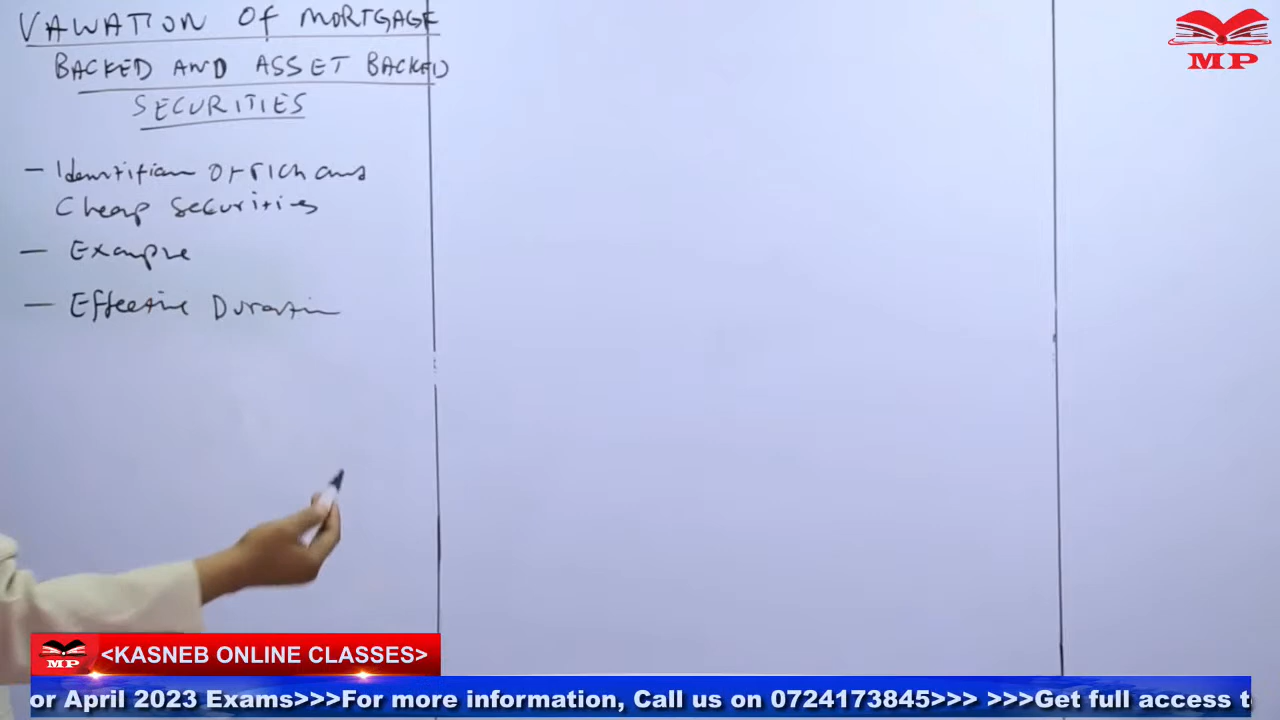 VALUATION OF MORTGAGE
BACKED AND ASSET BACKED
SECURITIES
- Identification of rich and
Cheap securities
- Example
- Effective Duration
MP
MP
<KASNEB ONLINE CLASSES>
or April 2023 Exams>>>For more information, Call us on 0724173845>>> >>>Get full access t